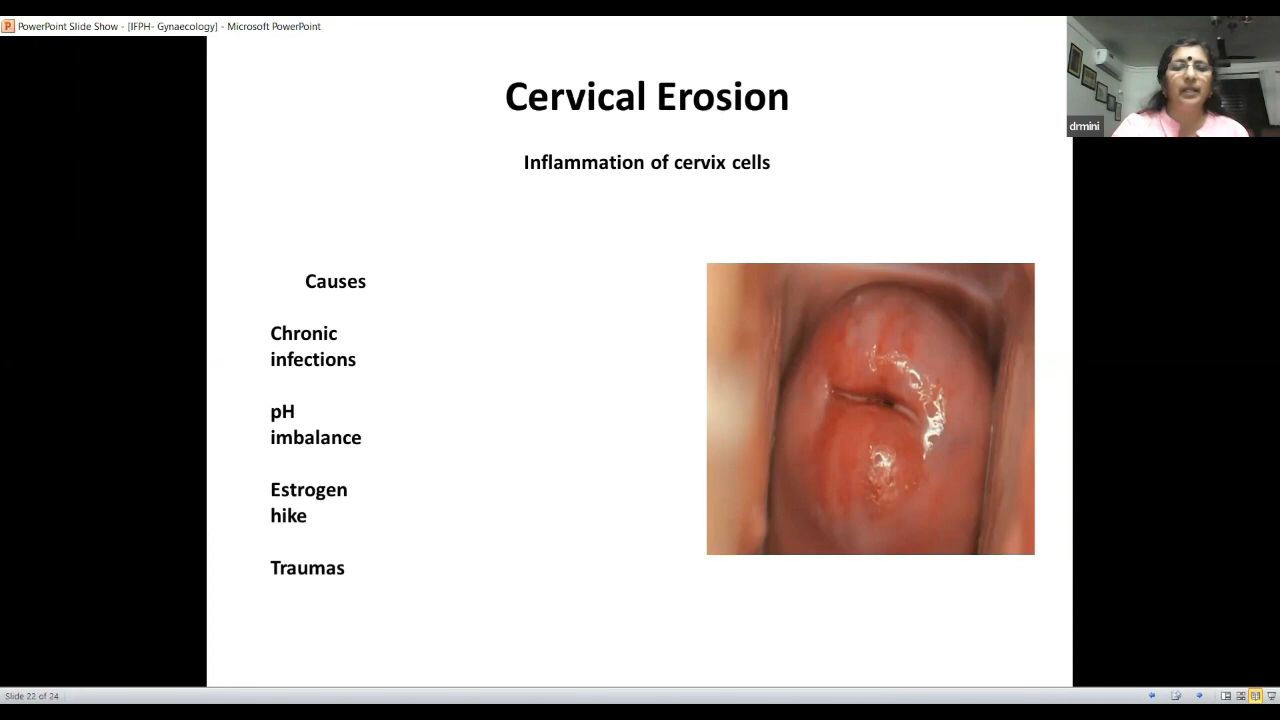 PowerPoint Slide Show - [IFPH- Gynaecology] - Microsoft PowerPoint
drmini
Cervical Erosion
Inflammation of cervix cells
Causes
Chronic
infections
pH
imbalance
Estrogen
hike
Traumas
Slide 22 of 24